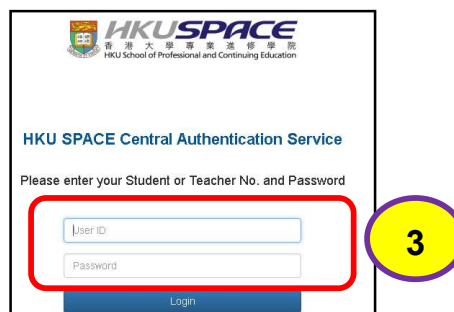 HKUSPACE
香港大學專業進修學院
HKU School of Professional and Continuing Education
HKU SPACE Central Authentication Service
Please enter your Student or Teacher No. and Password
User ID
Password
3
Login